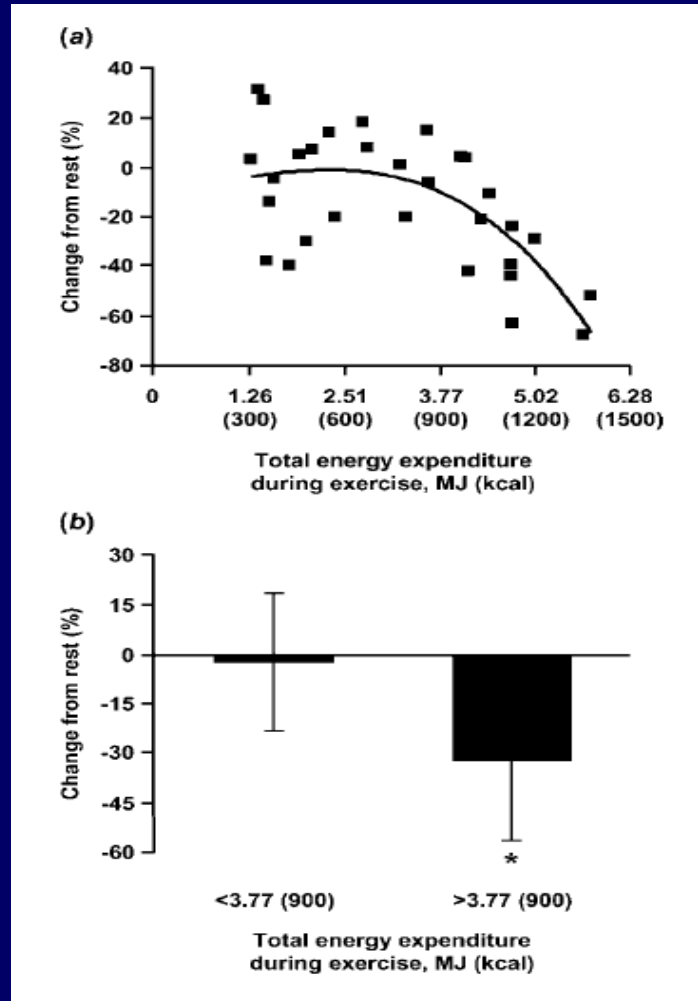 (a)
40
20
0
-20
-40
-60
-80
Change from rest (%)
0 1.26 2.51 3.77 5.02 6.28
(300) (600) (900) (1200) (1500)
Total energy expenditure
during exercise, MJ (kcal)
(b)
30
15
0
-15
-30
-45
-60
Change from rest (%)
*
<3.77 (900) >3.77 (900)
Total energy expenditure
during exercise, MJ (kcal)